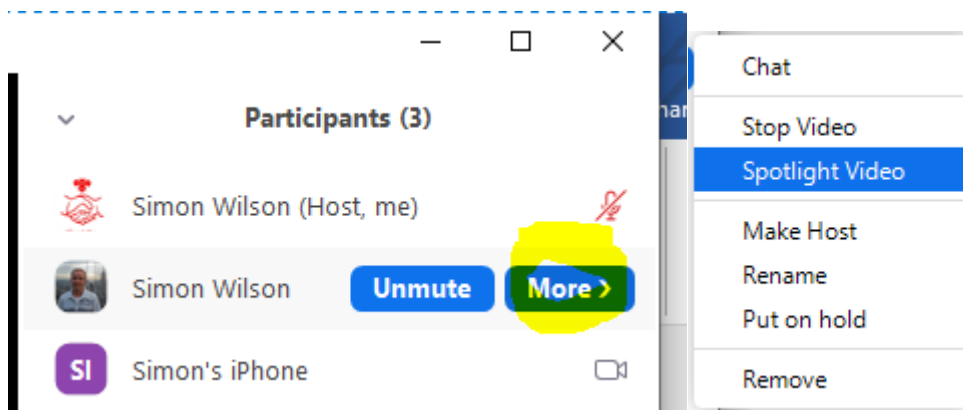 Participants (3)
Simon Wilson (Host, me)
Simon Wilson
Unmute
More >
SI
Simon's iPhone
har
Chat
Stop Video
Spotlight Video
Make Host
Rename
Put on hold
Remove